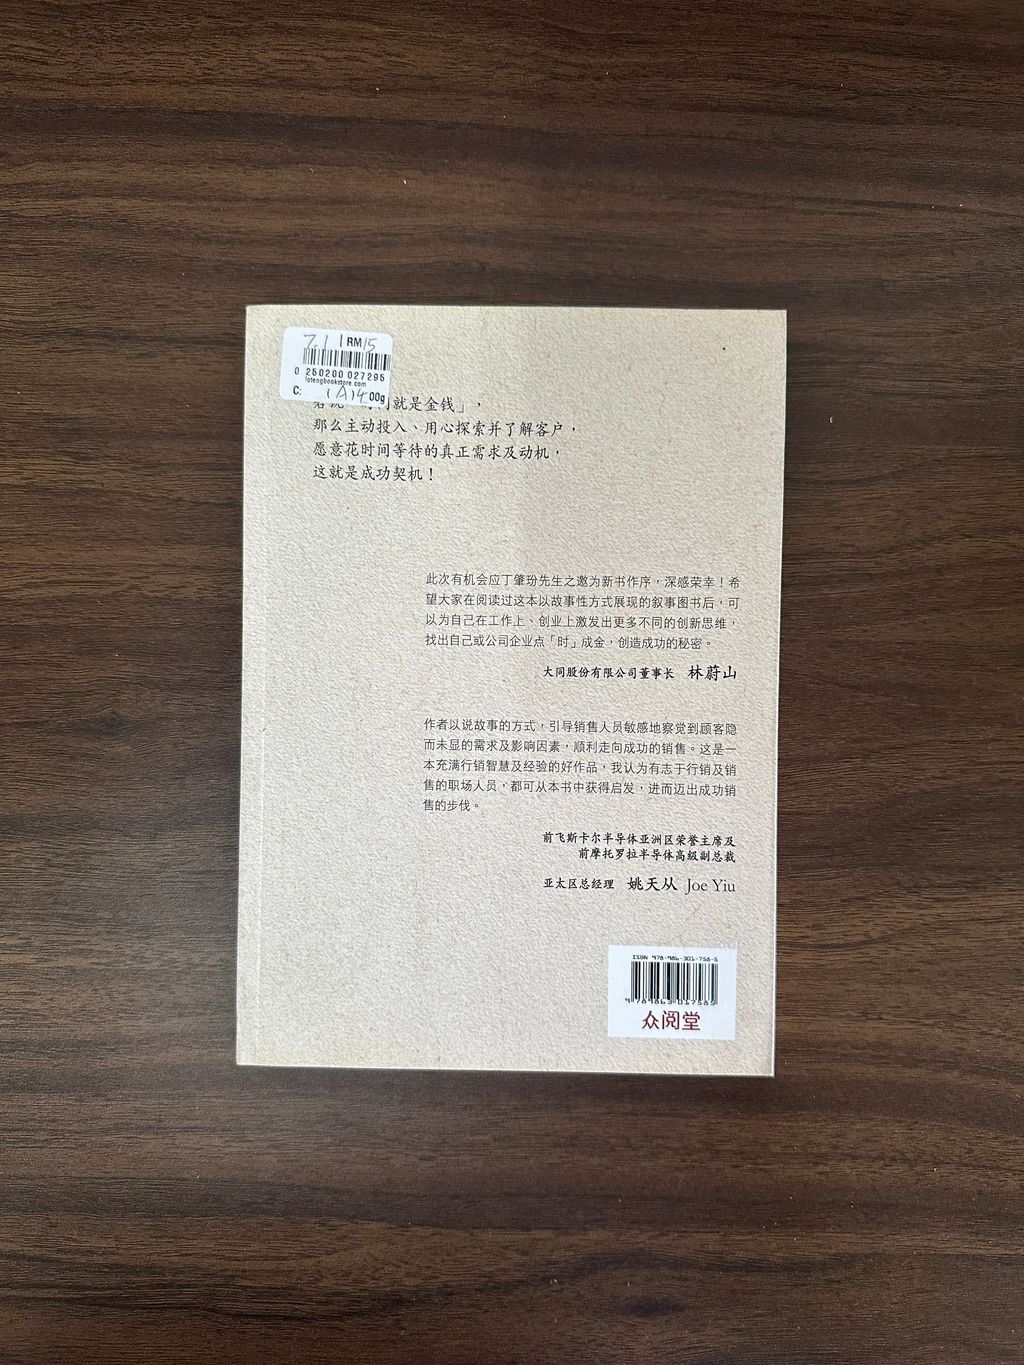 7.1 RM15
0 250200 027295
lotengbookstore.com
C: 1A14 00g
就是金钱」，
那么主动投入、用心探索并了解客户，
愿意花时间等待的真正需求及动机，
这就是成功契机！
此次有机会应丁肇玢先生之邀为新书作序，深感荣幸！希
望大家在阅读过这本以故事性方式展现的叙事图书后，可
以为自己在工作上、创业上激发出更多不同的创新思维，
找出自己或公司企业点「时」成金，创造成功的秘密。
大同股份有限公司董事长 林蔚山
作者以说故事的方式，引导销售人员敏感地察觉到顾客隐
而未显的需求及影响因素，顺利走向成功的销售。这是一
本充满行销智慧及经验的好作品，我认为有志于行销及销
售的职场人员，都可从本书中获得启发，进而迈出成功销
售的步伐。
前飞斯卡尔半导体亚洲区荣誉主席及
前摩托罗拉半导体高级副总裁
亚太区总经理 姚天从 Joe Yiu
ISBN 978-986-301-758-5
9 789863 017585
众阅堂